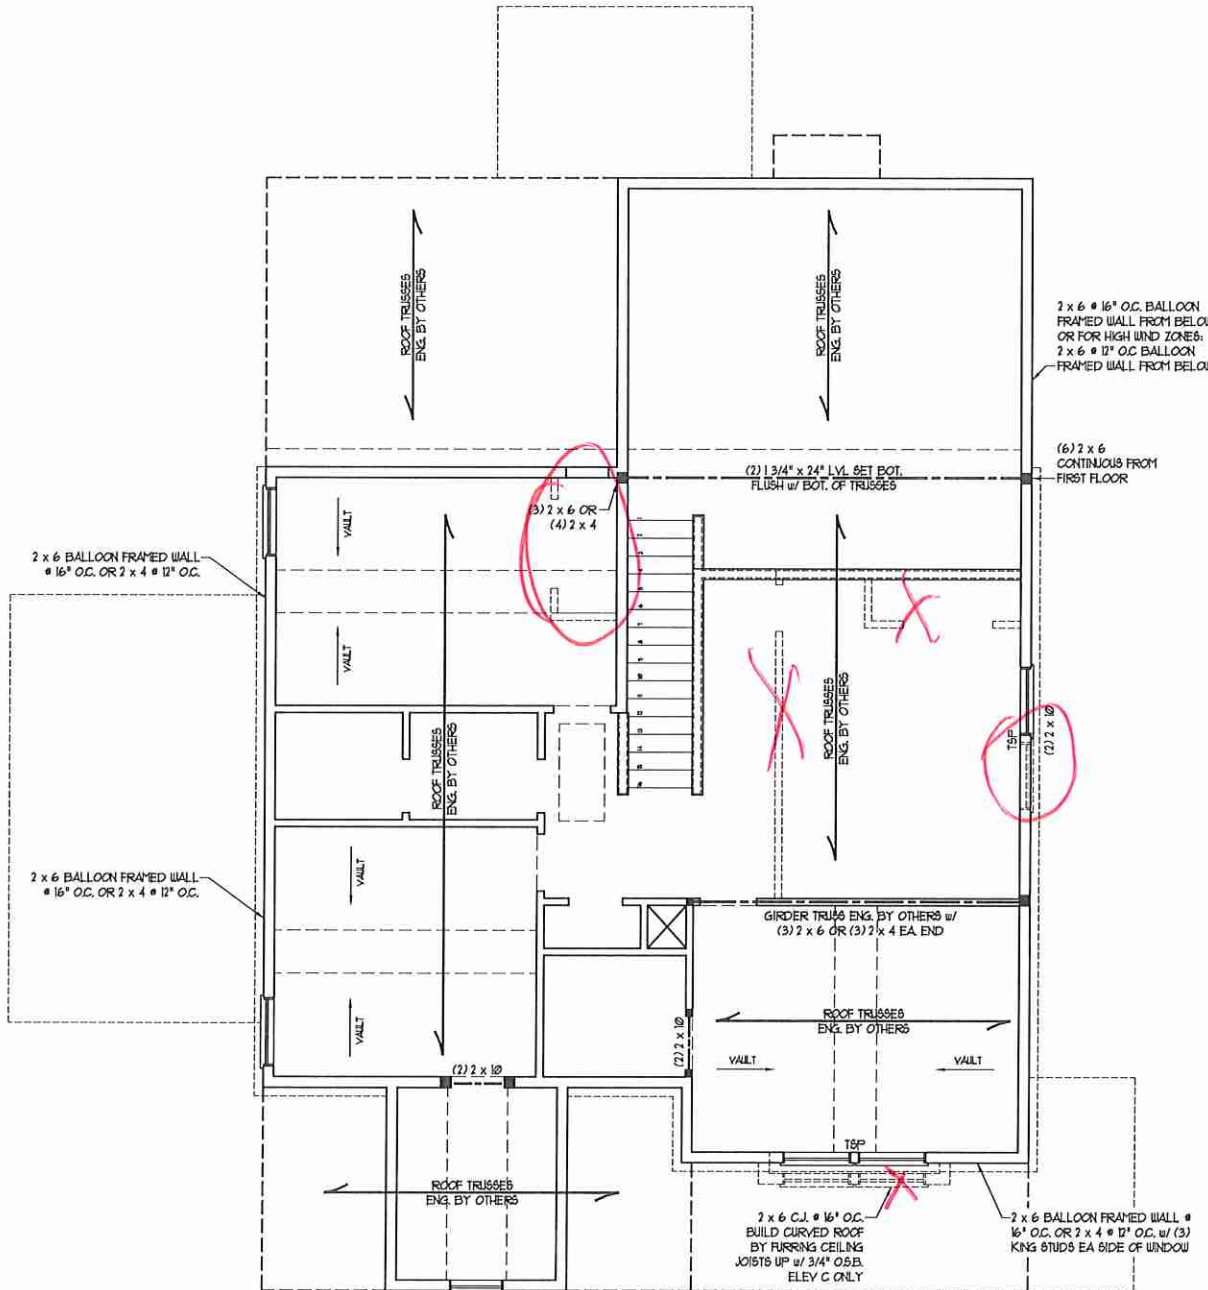 ROOF TRUSSES
ENG. BY OTHERS
ROOF TRUSSES
ENG. BY OTHERS
2 x 6 @ 16" O.C. BALLOON
FRAMED WALL FROM BELOW
OR FOR HIGH WIND ZONES:
2 x 6 @ 12" O.C BALLOON
FRAMED WALL FROM BELOW
(6) 2 x 6
CONTINUOUS FROM
FIRST FLOOR
(2) 1 3/4" x 24" LVL SET BOT.
FLUSH w/ BOT. OF TRUSSES
(3) 2 x 6 OR
(4) 2 x 4
VAULT
VAULT
2 x 6 BALLOON FRAMED WALL
@ 16" O.C. OR 2 x 4 @ 12" O.C.
ROOF TRUSSES
ENG. BY OTHERS
ROOF TRUSSES
ENG. BY OTHERS
TSP
(2) 2 x 10
2 x 6 BALLOON FRAMED WALL
@ 16" O.C. OR 2 x 4 @ 12" O.C.
VAULT
VAULT
GIRDER TRUSS ENG. BY OTHERS w/
(3) 2 x 6 OR (3) 2 x 4 EA. END
ROOF TRUSSES
ENG. BY OTHERS
VAULT
VAULT
(2) 2 x 10
(2) 2 x 10
TSP
ROOF TRUSSES
ENG. BY OTHERS
2 x 6 C.J. @ 16" O.C.
BUILD CURVED ROOF
BY FURRING CEILING
JOISTS UP w/ 3/4" O.S.B.
ELEV C ONLY
2 x 6 BALLOON FRAMED WALL @
16" O.C. OR 2 x 4 @ 12" O.C. w/ (3)
KING STUDS EA SIDE OF WINDOW